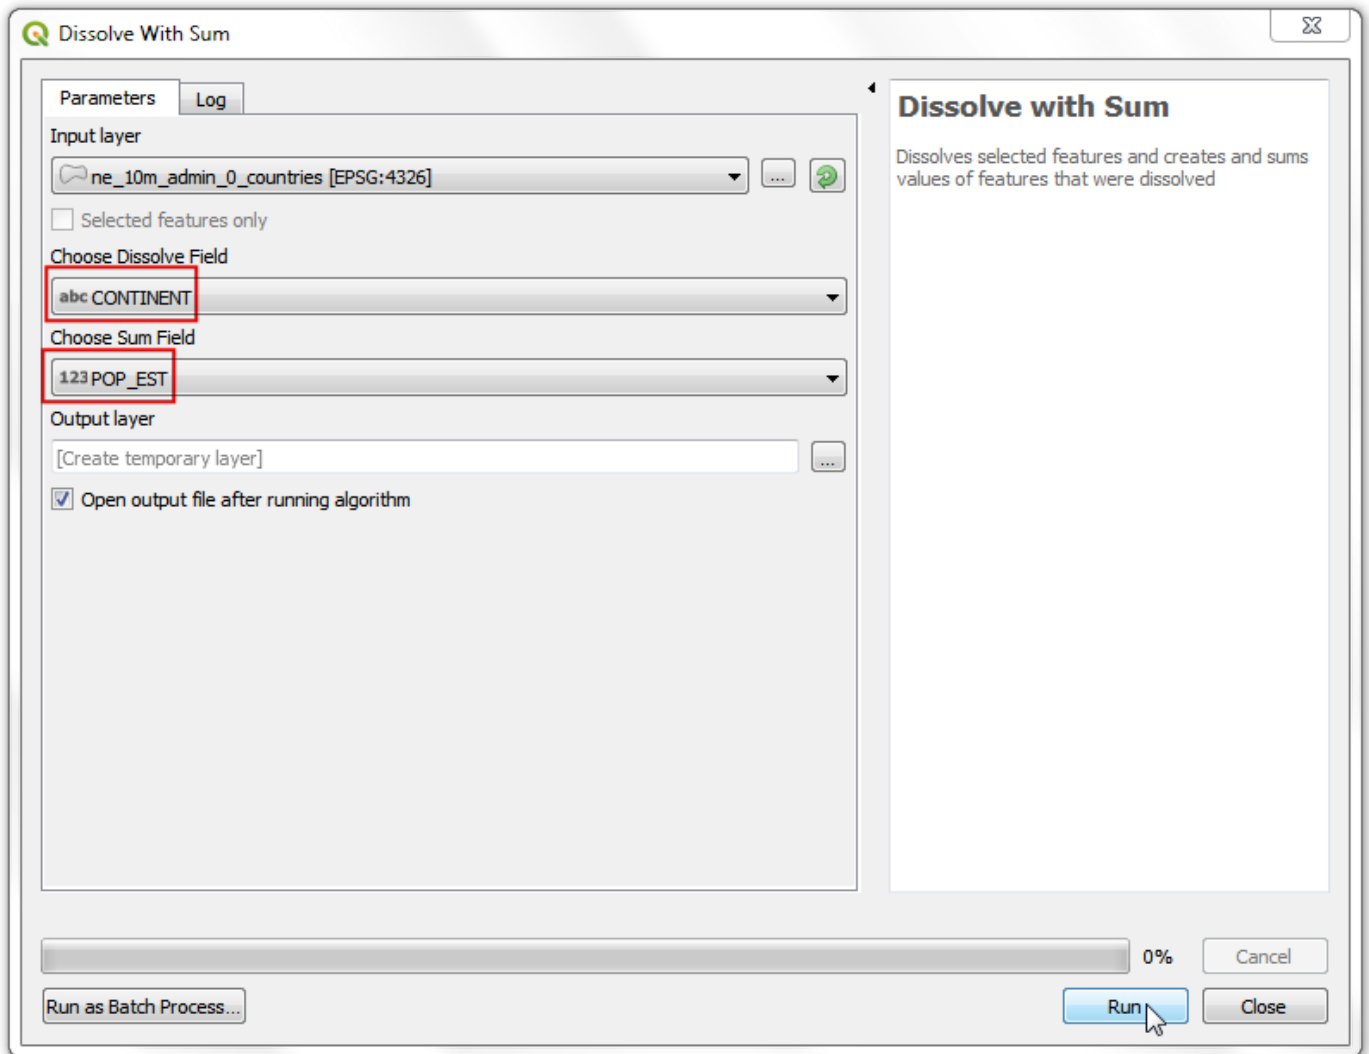 Dissolve With Sum
Parameters
Log
Input layer
ne_10m_admin_0_countries [EPSG:4326]
...
Selected features only
Choose Dissolve Field
abc CONTINENT
Choose Sum Field
123 POP_EST
Output layer
[Create temporary layer]
...
Open output file after running algorithm
Dissolve with Sum
Dissolves selected features and creates and sums
values of features that were dissolved
0%
Cancel
Run as Batch Process...
Run
Close